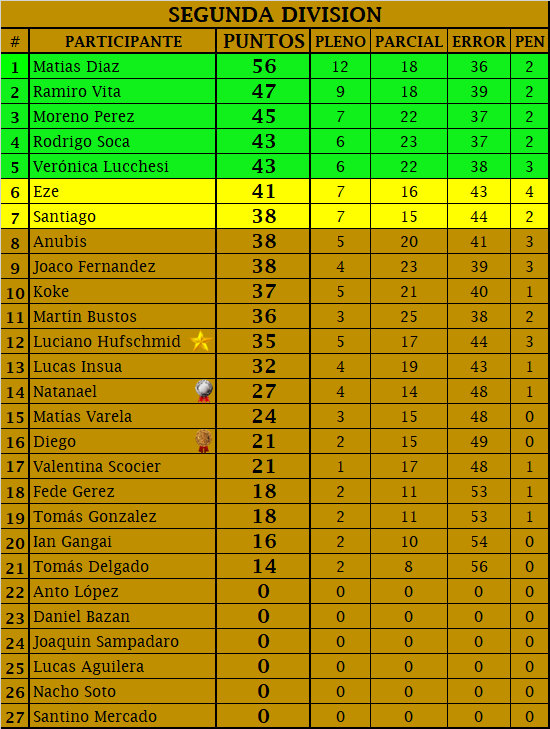 SEGUNDA DIVISION
# PARTICIPANTE PUNTOS PLENO PARCIAL ERROR PEN
1 Matias Diaz 56 12 18 36 2
2 Ramiro Vita 47 9 18 39 2
3 Moreno Perez 45 7 22 37 2
4 Rodrigo Soca 43 6 23 37 2
5 Verónica Lucchesi 43 6 22 38 3
6 Eze 41 7 16 43 4
7 Santiago 38 7 15 44 2
8 Anubis 38 5 20 41 3
9 Joaco Fernandez 38 4 23 39 3
10 Koke 37 5 21 40 1
11 Martín Bustos 36 3 25 38 2
12 Luciano Hufschmid 35 5 17 44 3
13 Lucas Insua 32 4 19 43 1
14 Natanael 27 4 14 48 1
15 Matías Varela 24 3 15 48 0
16 Diego 21 2 15 49 0
17 Valentina Scocier 21 1 17 48 1
18 Fede Gerez 18 2 11 53 1
19 Tomás Gonzalez 18 2 11 53 1
20 Ian Gangai 16 2 10 54 0
21 Tomás Delgado 14 2 8 56 0
22 Anto López 0 0 0 0 0
23 Daniel Bazan 0 0 0 0 0
24 Joaquin Sampadaro 0 0 0 0 0
25 Lucas Aguilera 0 0 0 0 0
26 Nacho Soto 0 0 0 0 0
27 Santino Mercado 0 0 0 0 0